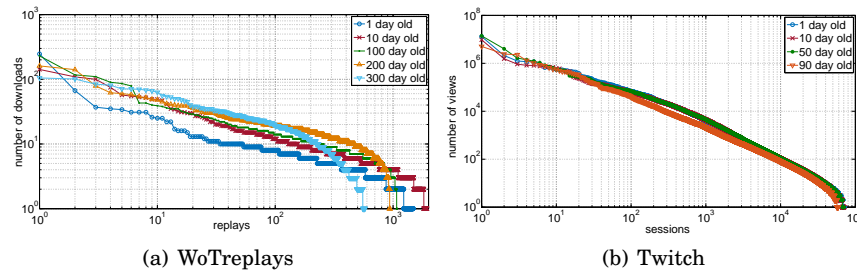 10^3
10^2
10^1
10^0
number of downloads
10^0
10^1
10^2
10^3
replays
1 day old
10 day old
100 day old
200 day old
300 day old
(a) WoTreplays
10^8
10^6
10^4
10^2
10^0
number of views
10^0
10^1
10^2
10^3
10^4
10
sessions
1 day old
10 day old
50 day old
90 day old
(b) Twitch